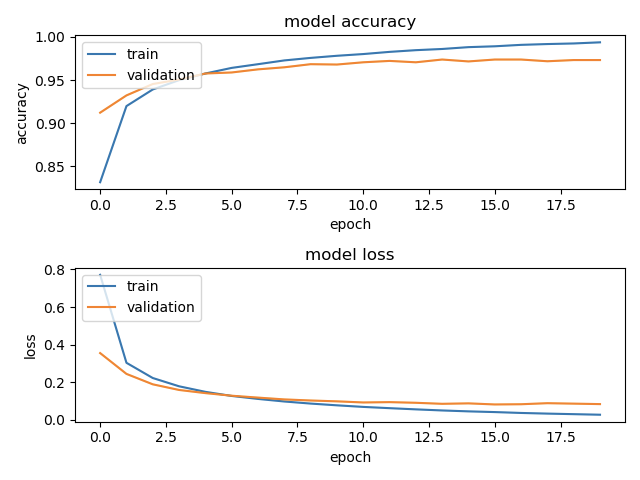 model accuracy
1.00
0.95
0.90
0.85
accuracy
train
validation
0.0 2.5 5.0 7.5 10.0 12.5 15.0 17.5
epoch
model loss
0.8
0.6
0.4
0.2
0.0
loss
train
validation
0.0 2.5 5.0 7.5 10.0 12.5 15.0 17.5
epoch